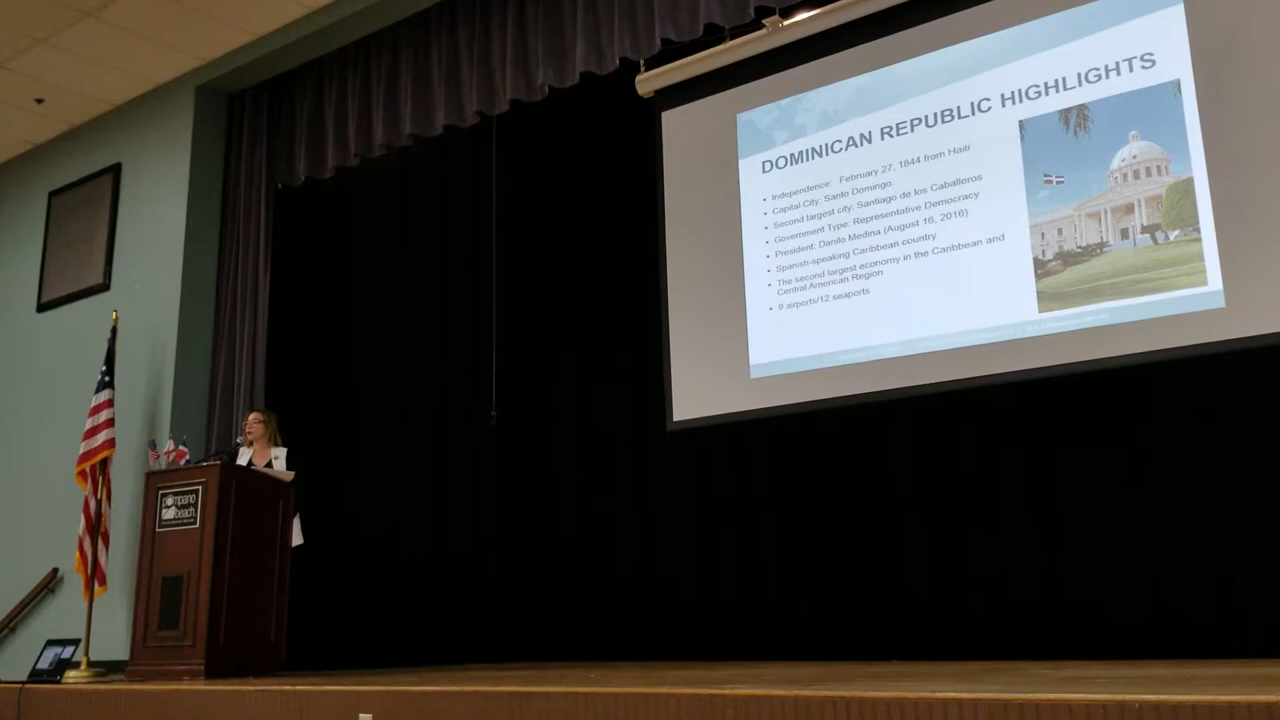 DOMINICAN REPUBLIC HIGHLIGHTS
Independence: February 27, 1844 from Haiti
Capital City: Santo Domingo.
Second largest city: Santiago de los Caballeros
Government Type: Representative Democracy
President: Danilo Medina (August 16, 2016)
Spanish-speaking Caribbean country
The second largest economy in the Caribbean and
Central American Region
9 airports/12 seaports
pompano
beach